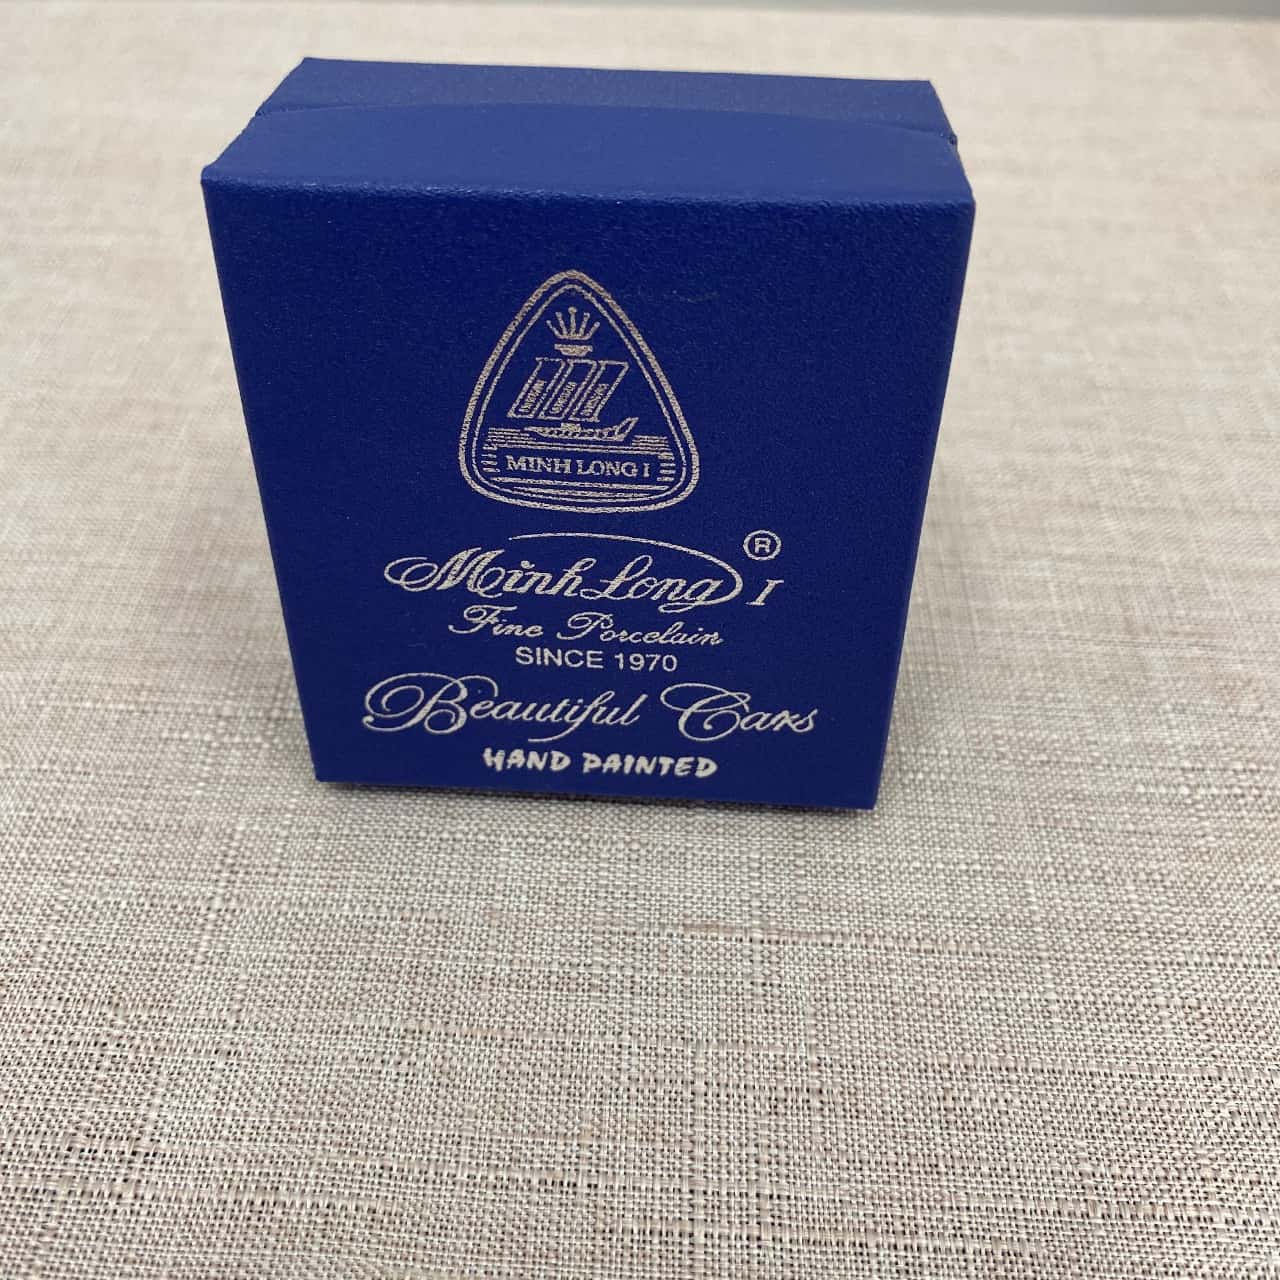 MINH LONG I
Minh Long I ®
Fine Porcelain
SINCE 1970
Beautiful Cars
HAND PAINTED